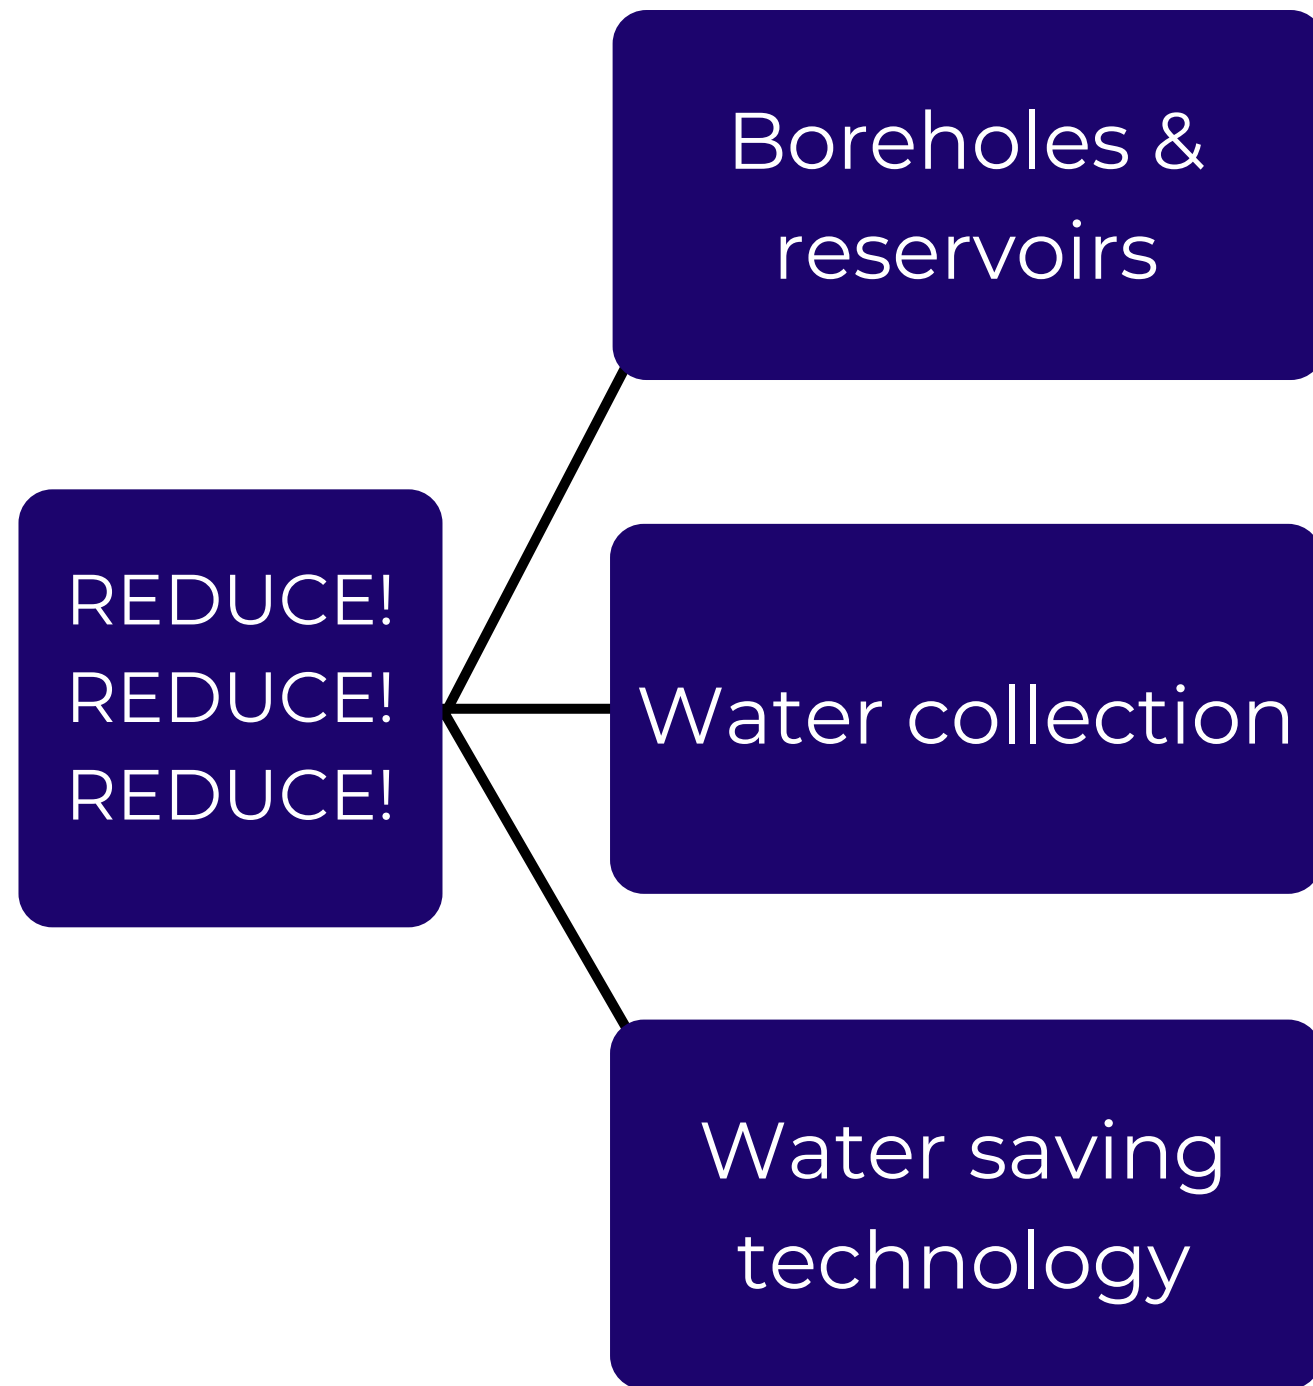 REDUCE!
REDUCE!
REDUCE!
Boreholes &
reservoirs
Water collection
Water saving
technology